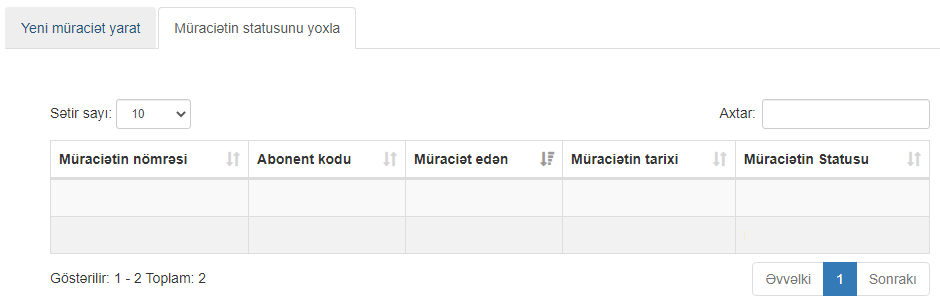 Yeni müraciət yarat Müraciətin statusunu yoxla
Sətir sayı: 10 Axtar:
Müraciətin nömrəsi Abonent kodu Müraciət edən Müraciətin tarixi Müraciətin Statusu
Göstərilir: 1 - 2 Toplam: 2 Əvvəlki 1 Sonrakı